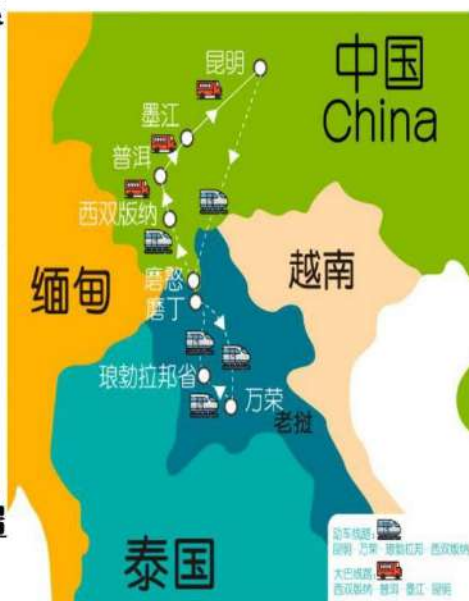 中国
China
昆明
墨江
普洱
西双版纳
缅甸
越南
磨憨
磨丁
琅勃拉邦省
万荣
老挝
泰国
动车线路:
昆明-万荣-琅勃拉邦-西双版纳
大巴线路:
西双版纳-普洱-墨江-昆明